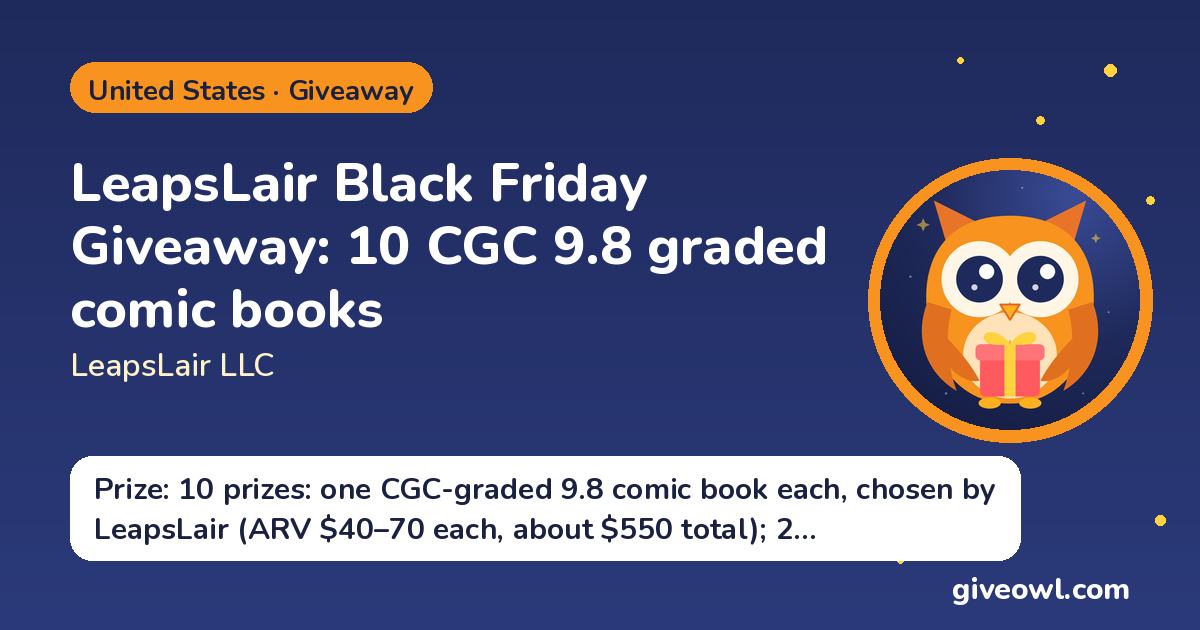 United States · Giveaway
LeapsLair Black Friday
Giveaway: 10 CGC 9.8 graded
comic books
LeapsLair LLC
Prize: 10 prizes: one CGC-graded 9.8 comic book each, chosen by
LeapsLair (ARV $40–70 each, about $550 total); 2...
giveowl.com